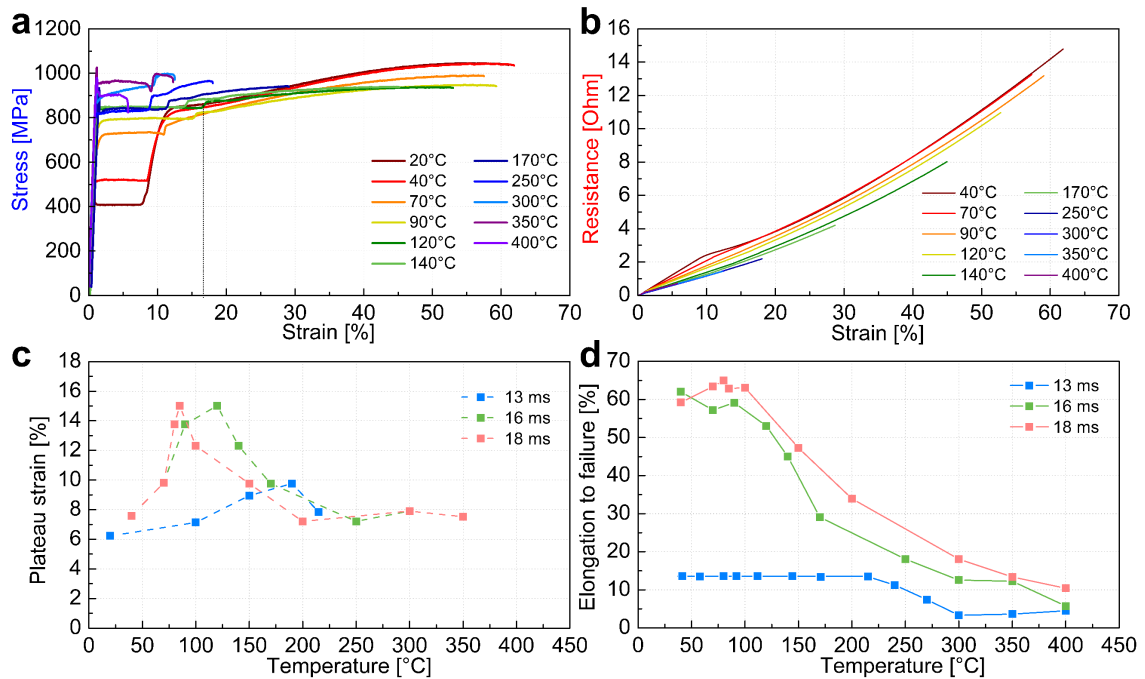 a
1200
1000
800
600
400
200
0
Stress [MPa]
20°C
40°C
70°C
90°C
120°C
140°C
170°C
250°C
300°C
350°C
400°C
0 10 20 30 40 50 60 70
Strain [%]
b
16
14
12
10
8
6
4
2
0
Resistance [Ohm]
40°C
70°C
90°C
120°C
140°C
170°C
250°C
300°C
350°C
400°C
0 10 20 30 40 50 60 70
Strain [%]
c
18
16
14
12
10
8
6
4
2
0
Plateau strain [%]
13 ms
16 ms
18 ms
0 50 100 150 200 250 300 350 400 450
Temperature [°C]
d
70
60
50
40
30
20
10
0
Elongation to failure [%]
13 ms
16 ms
18 ms
0 50 100 150 200 250 300 350 400 450
Temperature [°C]